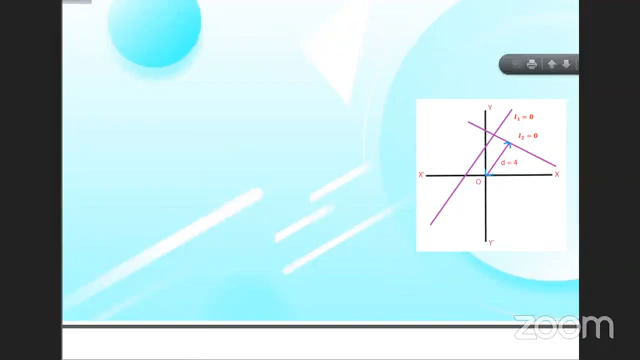 Y
l₁ = 0
l₂ = 0
d = 4
X'
O
X
Y'
zoom